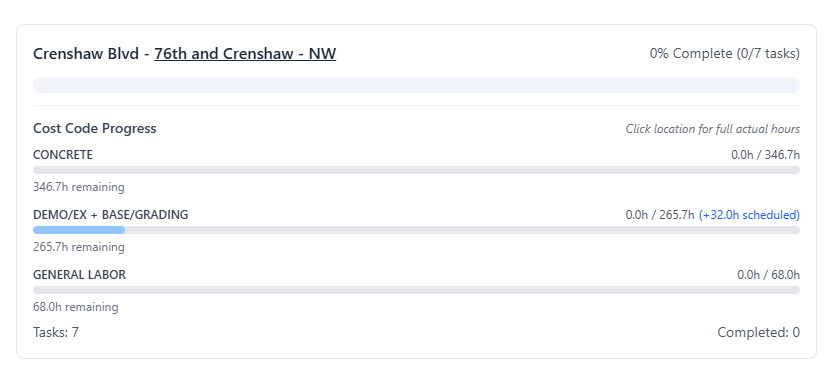 Crenshaw Blvd - 76th and Crenshaw - NW 0% Complete (0/7 tasks)
Cost Code Progress Click location for full actual hours
CONCRETE 0.0h / 346.7h
346.7h remaining
DEMO/EX + BASE/GRADING 0.0h / 265.7h (+32.0h scheduled)
265.7h remaining
GENERAL LABOR 0.0h / 68.0h
68.0h remaining
Tasks: 7 Completed: 0